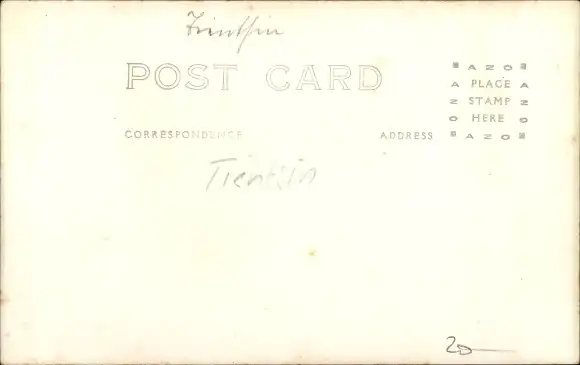 Tientsin
POST CARD
AZO
A PLACE A
Z STAMP Z
O HERE O
AZO
CORRESPONDENCE ADDRESS
Tientsin
20